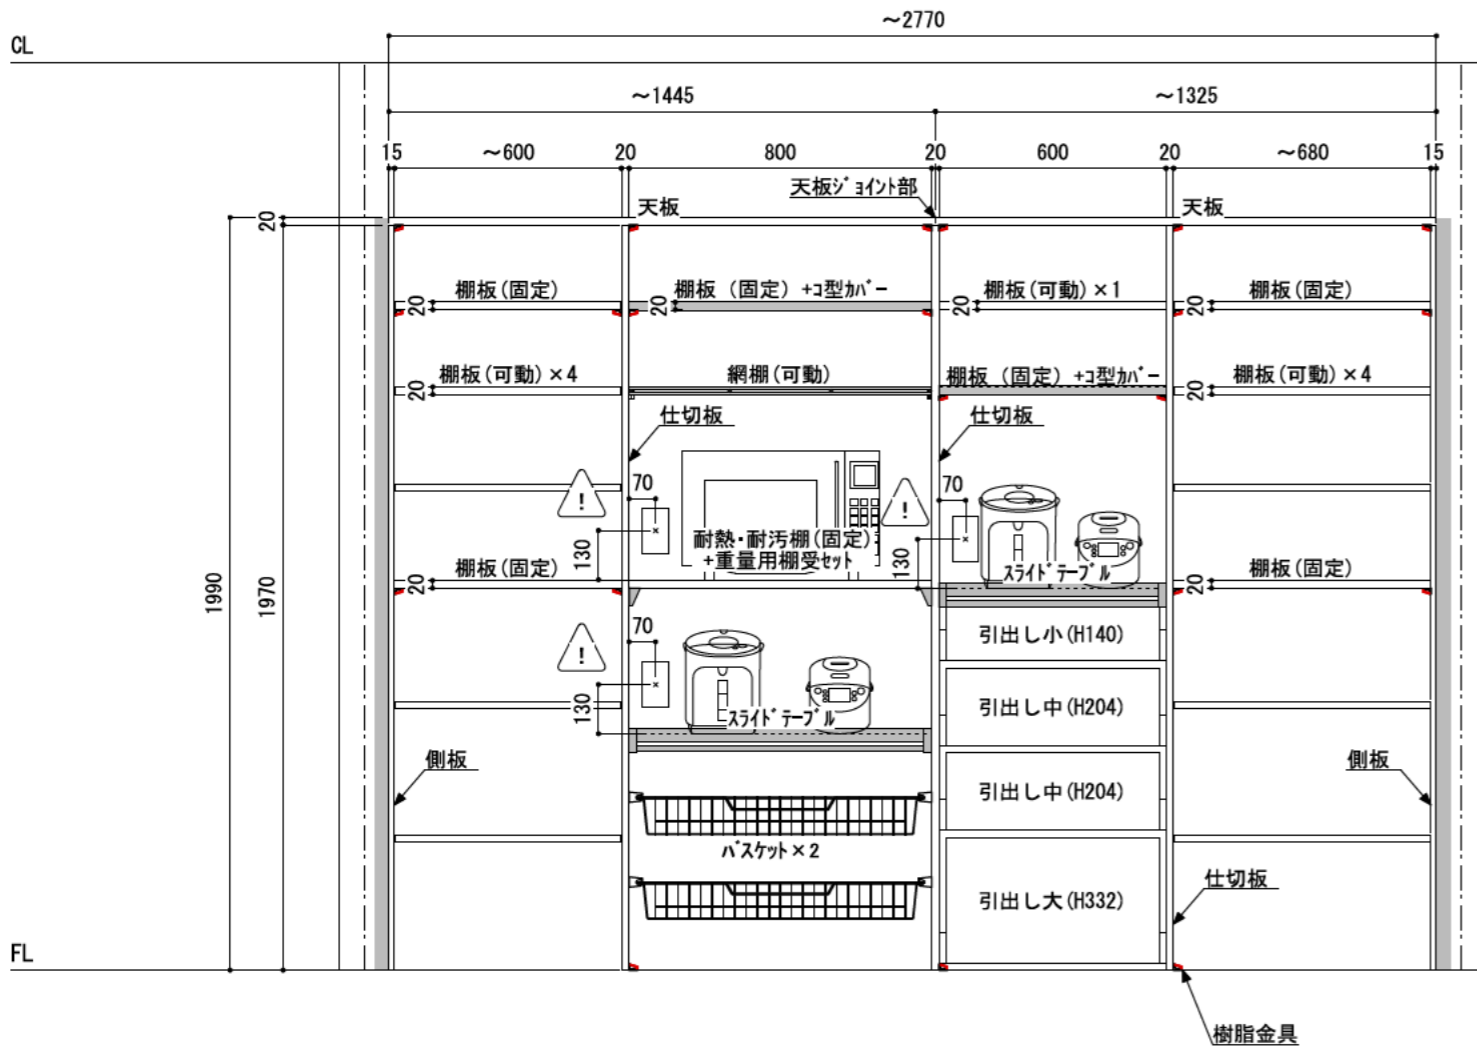 ~2770
CL
~1445
~1325
15
~600
20
800
20
600
20
~680
15
天板ジョイント部
天板
天板
20
棚板(固定)
棚板（固定）+コ型カバー
棚板(可動)×1
棚板(固定)
20
20
20
20
棚板(可動)×4
網棚(可動)
棚板（固定）+コ型カバー
棚板(可動)×4
20
20
仕切板
仕切板
70
70
!
!
130
耐熱・耐汚棚(固定)
+重量用棚受セット
130
スライドテーブル
棚板(固定)
棚板(固定)
20
20
1990
1970
引出し小(H140)
70
!
130
スライドテーブル
引出し中(H204)
側板
側板
引出し中(H204)
バスケット×2
仕切板
引出し大(H332)
FL
樹脂金具